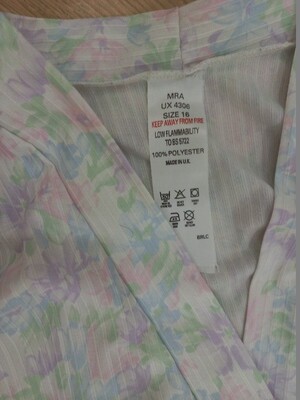 MRA
UX 4306
SIZE 16
KEEP AWAY FROM FIRE
LOW FLAMMABILITY
TO BS 5722
100% POLYESTER
MADE IN U.K.